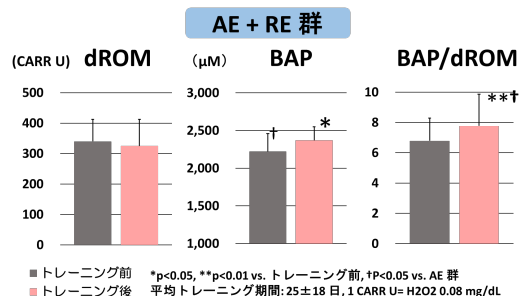 AE + RE 群
(CARR U) dROM
(μM) BAP
BAP/dROM
500
400
300
200
100
0
3,000
2,500
2,000
1,500
1,000
†
*
10
8
6
4
2
0
**†
トレーニング前
トレーニング後
*p<0.05, **p<0.01 vs. トレーニング前, †P<0.05 vs. AE 群
平均トレーニング期間: 25±18 日, 1 CARR U= H2O2 0.08 mg/dL